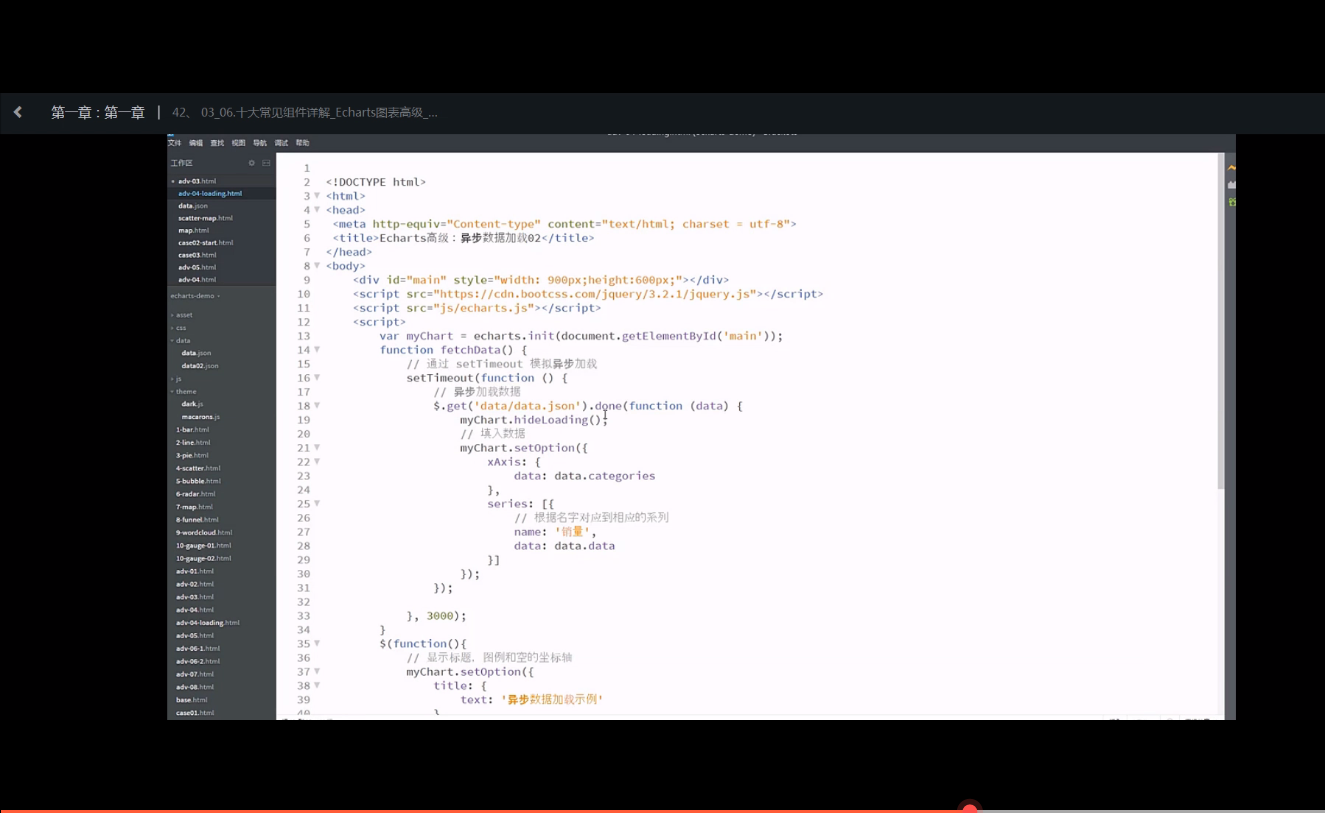 第一章 : 第一章 | 42、 03_06.十大常见组件详解_Echarts图表高级_...
文件 编辑 查找 视图 导航 调试 帮助
工作区
adv-03.html
adv-04-loading.html
data.json
scatter-map.html
map.html
case02-start.html
case03.html
adv-05.html
adv-04.html
echarts-demo
asset
css
data
data.json
data02.json
js
theme
dark.js
macarons.js
1-bar.html
2-line.html
3-pie.html
4-scatter.html
5-bubble.html
6-radar.html
7-map.html
8-funnel.html
9-wordcloud.html
10-gauge-01.html
10-gauge-02.html
adv-01.html
adv-02.html
adv-03.html
adv-04.html
adv-04-loading.html
adv-05.html
adv-06-1.html
adv-06-2.html
adv-07.html
adv-08.html
base.html
case01.html
1
2 <!DOCTYPE html>
3 <html>
4 <head>
5 <meta http-equiv="Content-type" content="text/html; charset = utf-8">
6 <title>Echarts高级：异步数据加载02</title>
7 </head>
8 <body>
9 <div id="main" style="width: 900px;height:600px;"></div>
10 <script src="https://cdn.bootcss.com/jquery/3.2.1/jquery.js"></script>
11 <script src="js/echarts.js"></script>
12 <script>
13 var myChart = echarts.init(document.getElementById('main'));
14 function fetchData() {
15 // 通过 setTimeout 模拟异步加载
16 setTimeout(function () {
17 // 异步加载数据
18 $.get('data/data.json').done(function (data) {
19 myChart.hideLoading();
20 // 填入数据
21 myChart.setOption({
22 xAxis: {
23 data: data.categories
24 },
25 series: [{
26 // 根据名字对应到相应的系列
27 name: '销量',
28 data: data.data
29 }]
30 });
31 });
32
33 }, 3000);
34 }
35 $(function(){
36 // 显示标题，图例和空的坐标轴
37 myChart.setOption({
38 title: {
39 text: '异步数据加载示例'
40 }